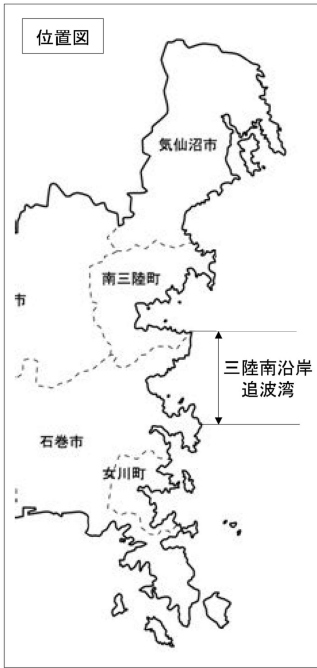 位置図
気仙沼市
南三陸町
市
三陸南沿岸
追波湾
石巻市
女川町